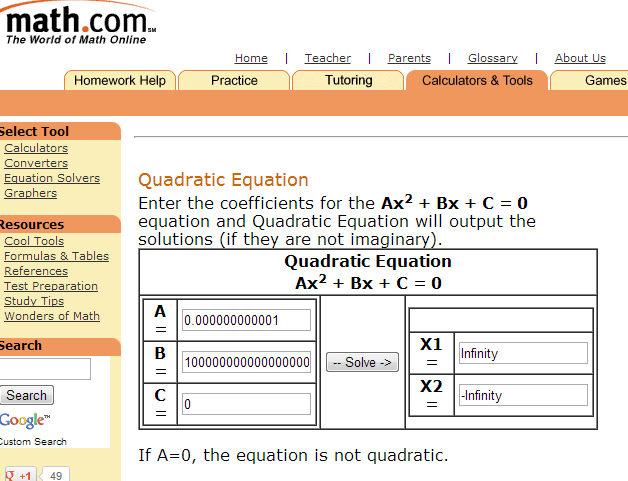 math.com SM
The World of Math Online
Home | Teacher | Parents | Glossary | About Us
Homework Help Practice Tutoring Calculators & Tools Games
Select Tool
Calculators
Converters
Equation Solvers
Graphers
Resources
Cool Tools
Formulas & Tables
References
Test Preparation
Study Tips
Wonders of Math
Search
Search
Google™
Custom Search
+1 49
Quadratic Equation
Enter the coefficients for the Ax² + Bx + C = 0
equation and Quadratic Equation will output the
solutions (if they are not imaginary).
Quadratic Equation
Ax² + Bx + C = 0
A = 0.000000000001
B = 100000000000000000
C = 0
-- Solve ->
X1 = Infinity
X2 = -Infinity
If A=0, the equation is not quadratic.